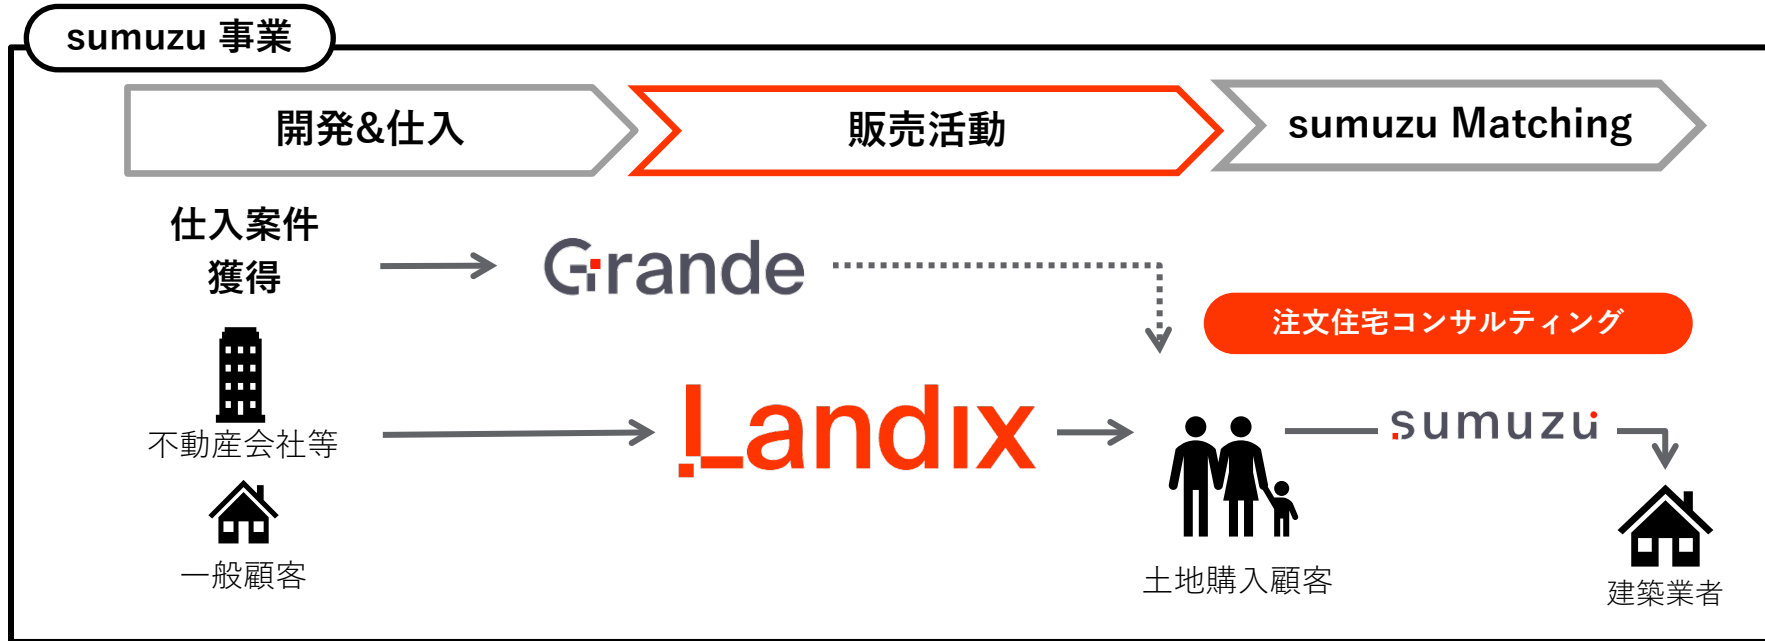 sumuzu 事業
開発&仕入
販売活動
sumuzu Matching
仕入案件
獲得
Grande
注文住宅コンサルティング
不動産会社等
Landix
sumuzu
一般顧客
土地購入顧客
建築業者